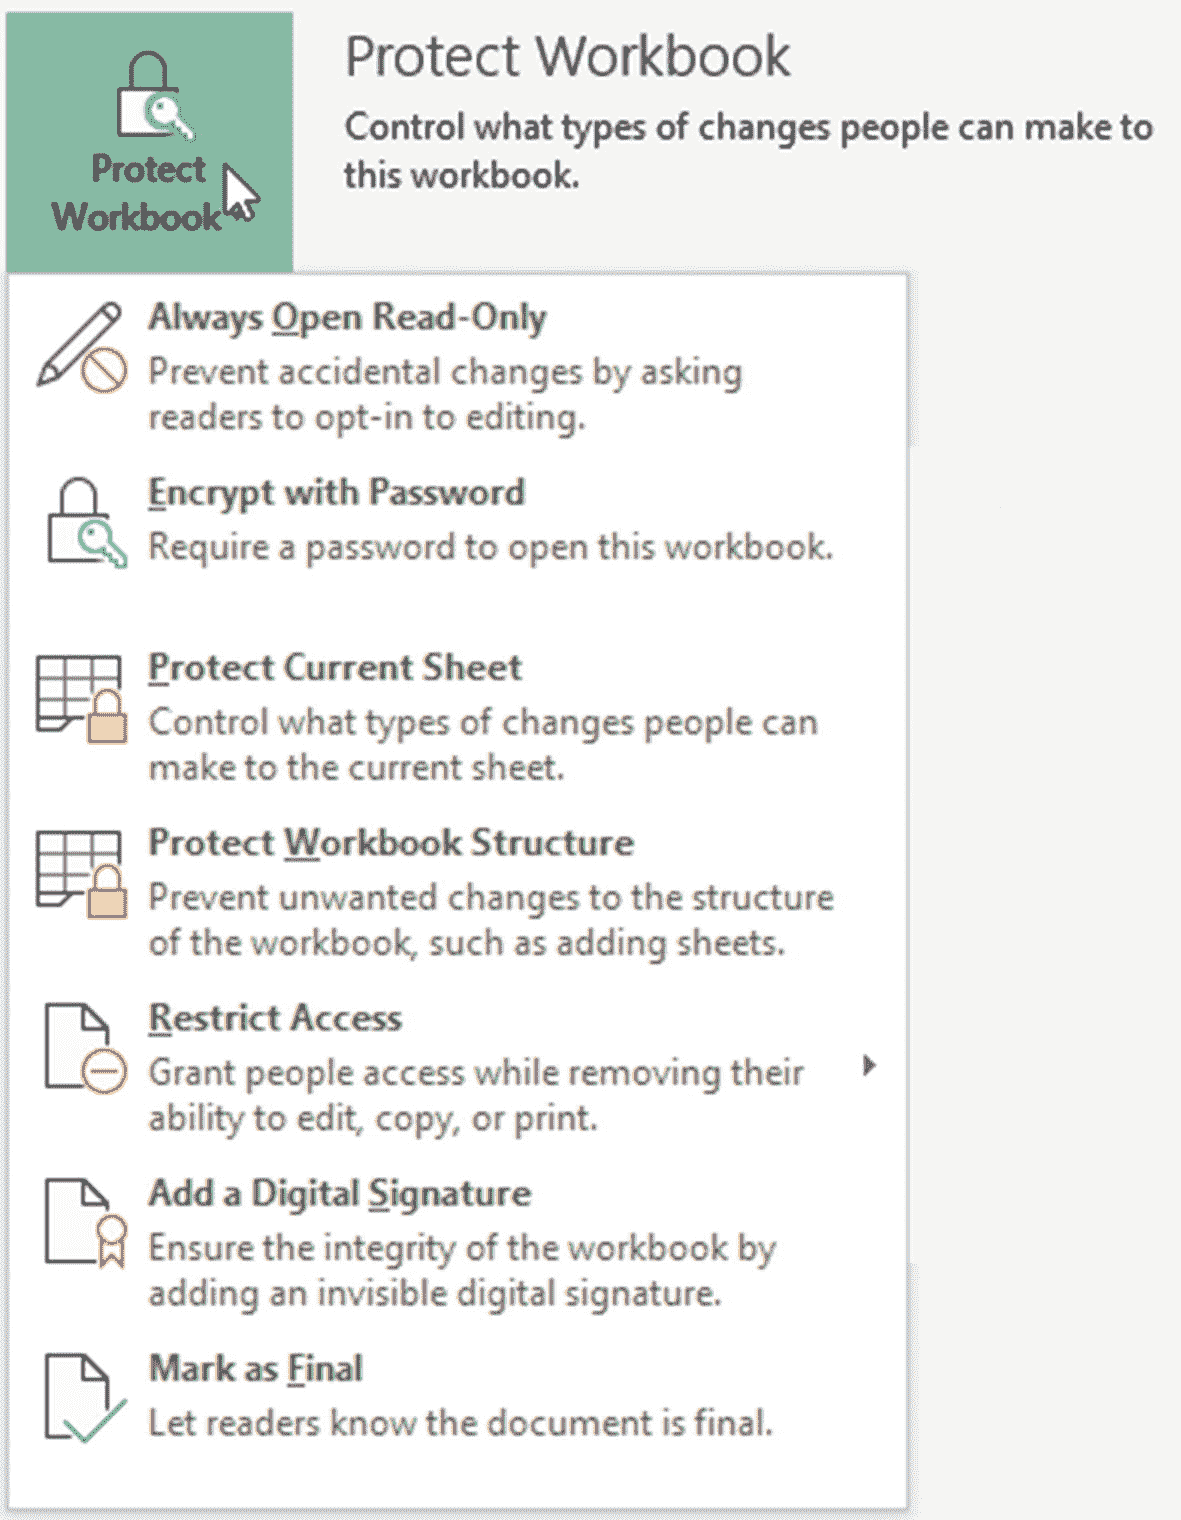 Protect
Workbook
Protect Workbook
Control what types of changes people can make to
this workbook.
Always Open Read-Only
Prevent accidental changes by asking
readers to opt-in to editing.
Encrypt with Password
Require a password to open this workbook.
Protect Current Sheet
Control what types of changes people can
make to the current sheet.
Protect Workbook Structure
Prevent unwanted changes to the structure
of the workbook, such as adding sheets.
Restrict Access
Grant people access while removing their
ability to edit, copy, or print.
Add a Digital Signature
Ensure the integrity of the workbook by
adding an invisible digital signature.
Mark as Final
Let readers know the document is final.